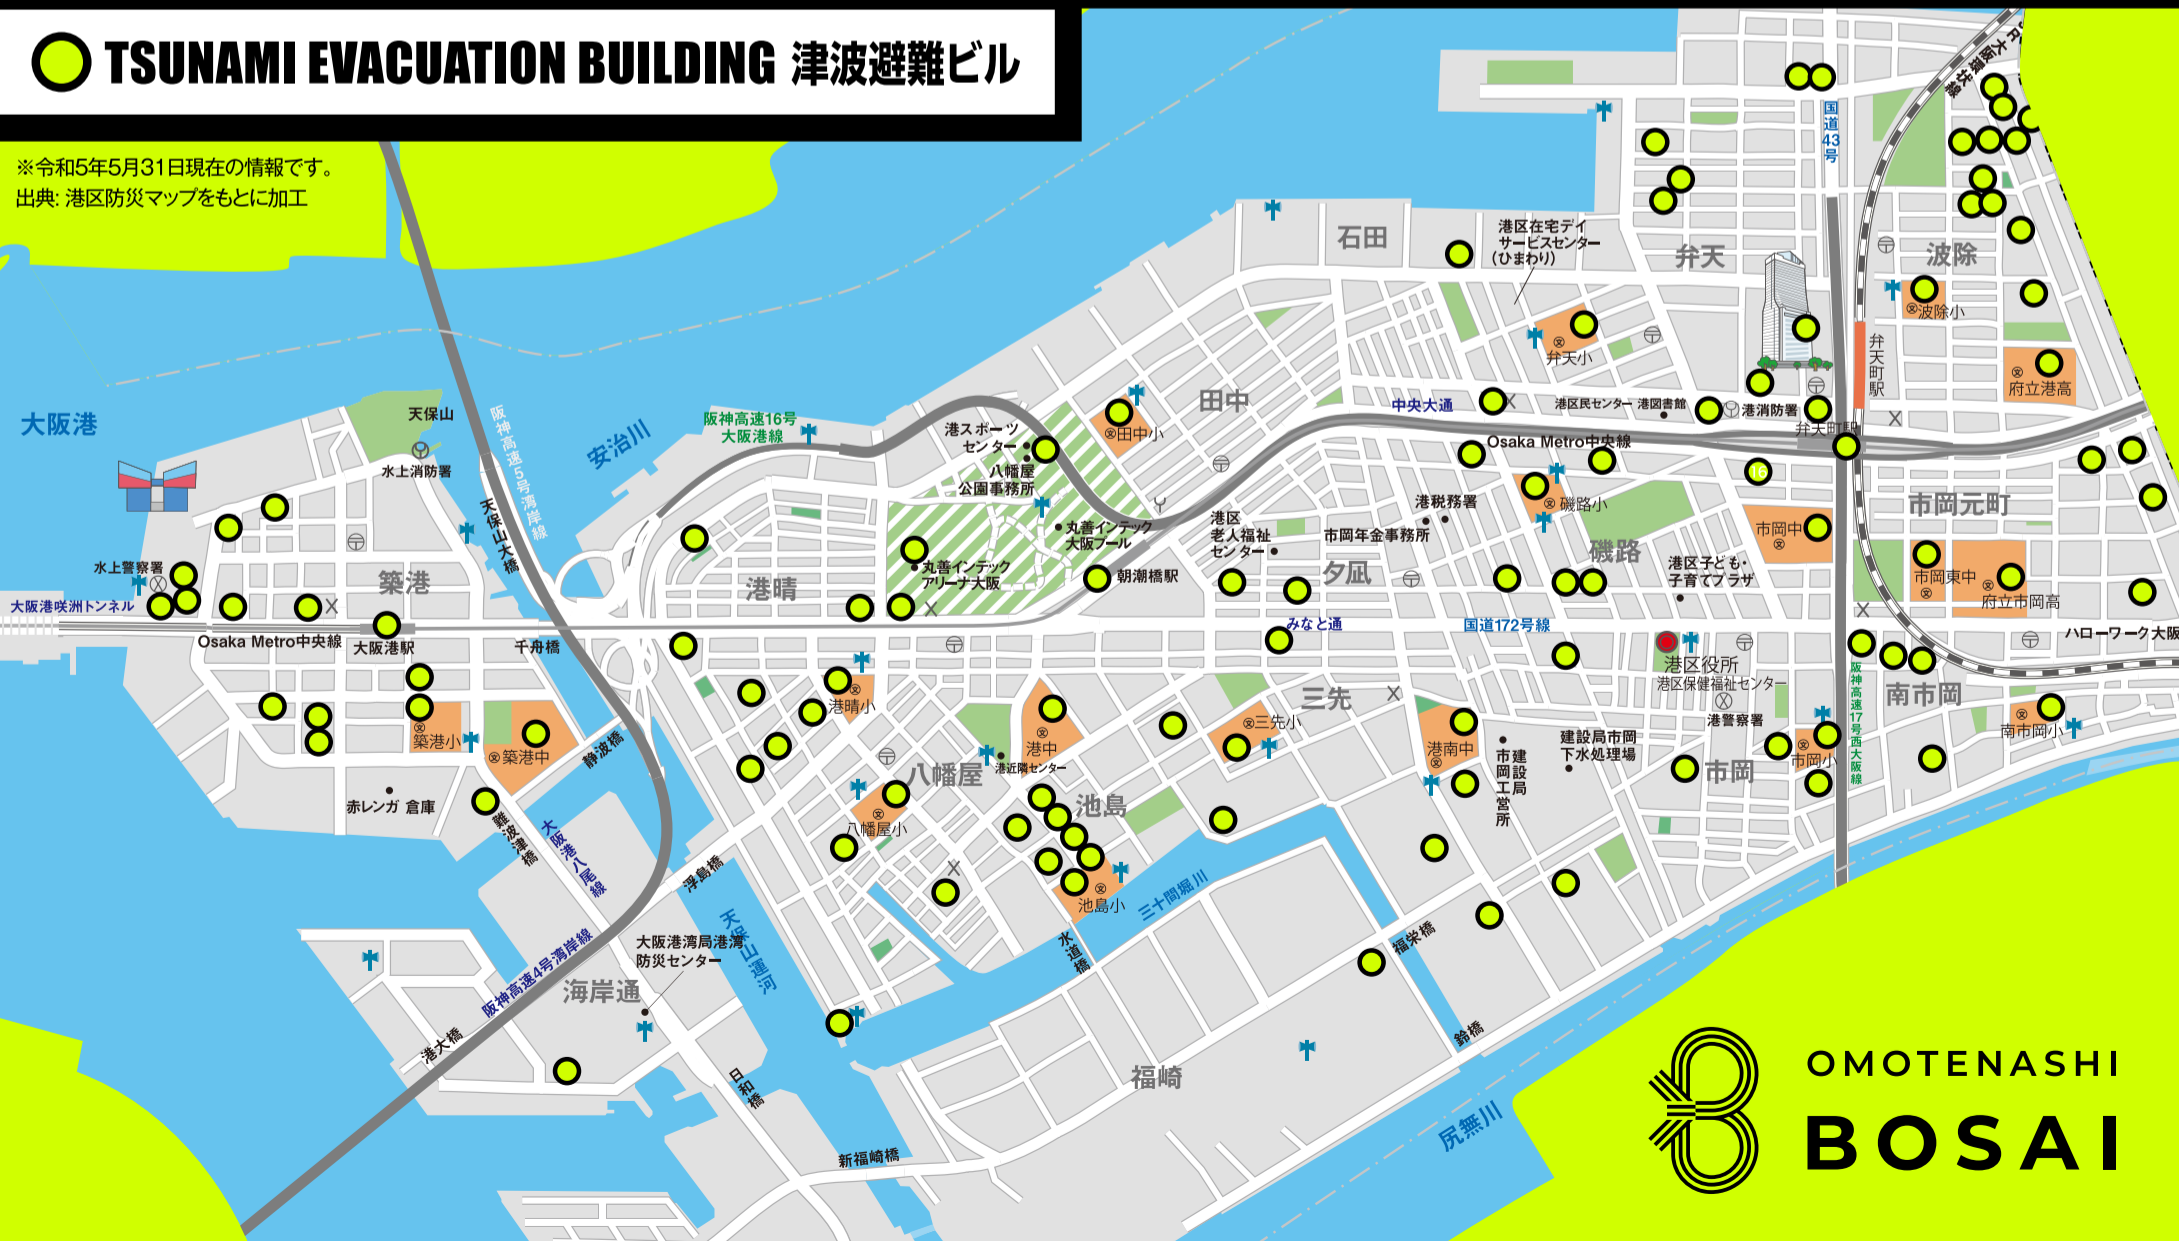 TSUNAMI EVACUATION BUILDING 津波避難ビル
※令和5年5月31日現在の情報です。
出典: 港区防災マップをもとに加工
JR大阪環状線
国道43号
石田
港区在宅デイ
サービスセンター
(ひまわり)
弁天
波除
波除小
弁天小
弁天町駅
府立港高
大阪港
天保山
水上消防署
阪神高速5号湾岸線
天保山大橋
安治川
阪神高速16号
大阪港線
港スポーツ
センター
八幡屋
公園事務所
田中小
田中
中央大通
港区民センター
港図書館
港消防署
弁天町駅
Osaka Metro中央線
16
丸善インテック
大阪プール
丸善インテック
アリーナ大阪
朝潮橋駅
港区
老人福祉
センター
港税務署
市岡年金事務所
磯路小
磯路
市岡中
市岡元町
市岡東中
府立市岡高
港区子ども・
子育てプラザ
夕凪
水上警察署
大阪港咲洲トンネル
築港
港晴
Osaka Metro中央線
大阪港駅
千舟橋
みなと通
国道172号線
ハローワーク大阪
港区役所
港区保健福祉センター
港警察署
阪神高速17号西大阪線
南市岡
南市岡小
築港小
築港中
静波橋
港晴小
港中
港近隣センター
三先
三先小
港南中
建設局
市岡工営所
建設局市岡
下水処理場
市岡
市岡小
赤レンガ 倉庫
難波津橋
大阪港八尾線
八幡屋
八幡屋小
池島
池島小
浮島橋
三十間堀川
水道橋
天保山運河
福栄橋
大阪港湾局港湾
防災センター
阪神高速4号湾岸線
海岸通
港大橋
日和橋
新福崎橋
福崎
鈴橋
尻無川
OMOTENASHI
BOSAI